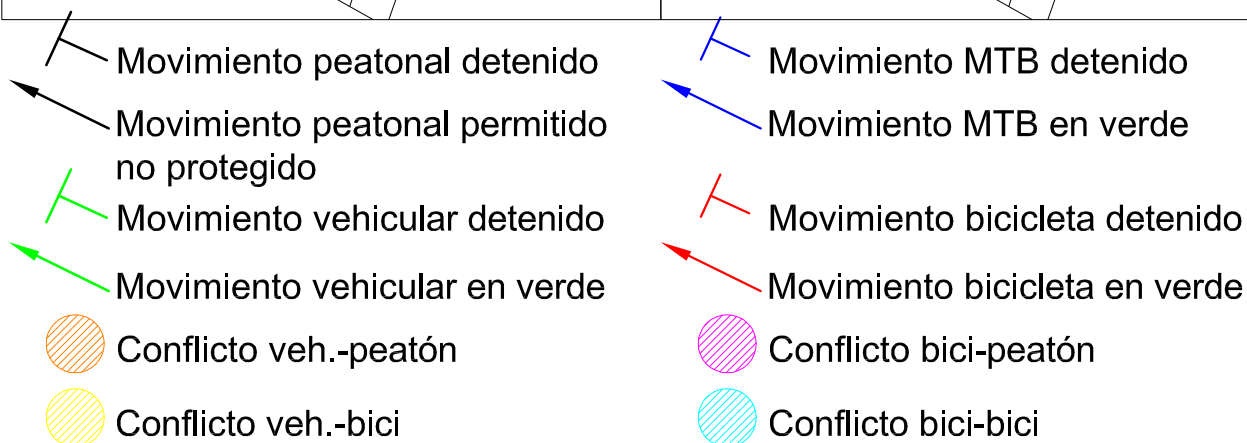 Movimiento peatonal detenido
Movimiento peatonal permitido
no protegido
Movimiento vehicular detenido
Movimiento vehicular en verde
Conflicto veh.-peatón
Conflicto veh.-bici
Movimiento MTB detenido
Movimiento MTB en verde
Movimiento bicicleta detenido
Movimiento bicicleta en verde
Conflicto bici-peatón
Conflicto bici-bici